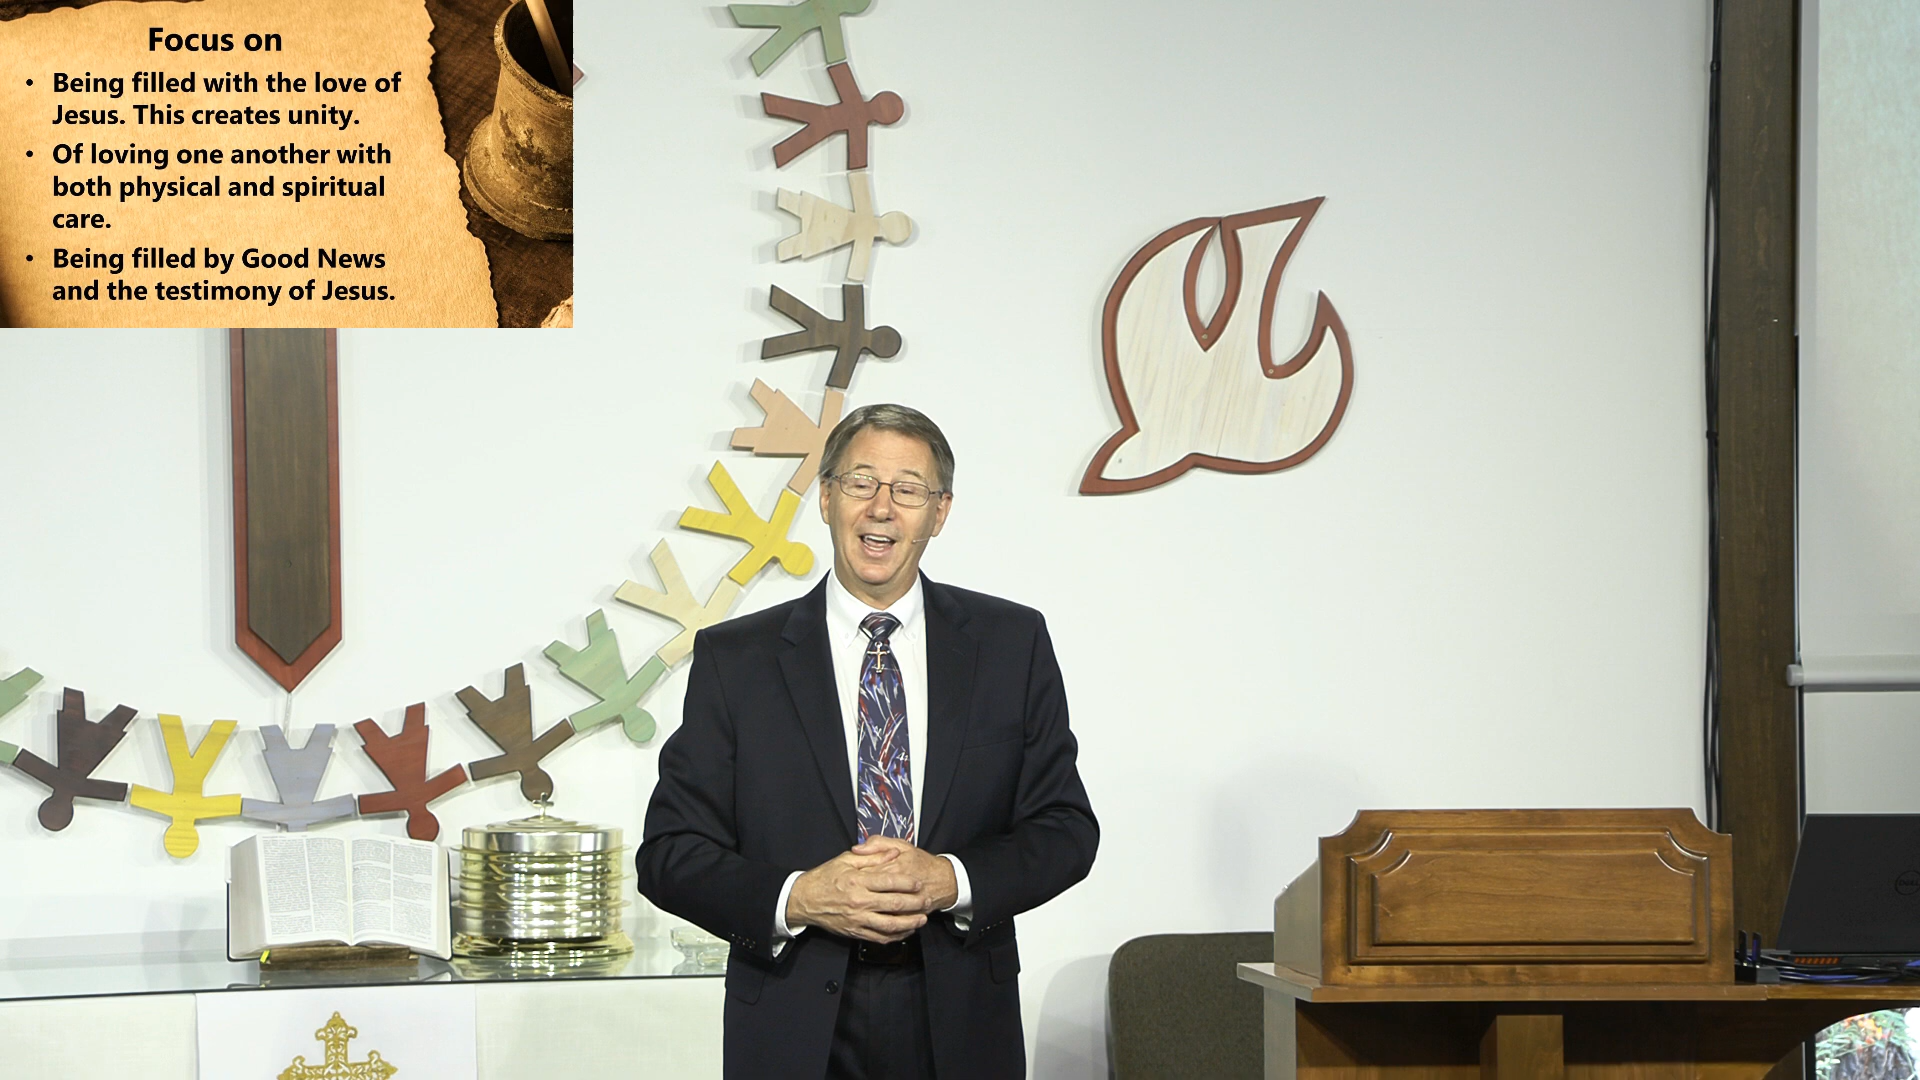 Focus on
• Being filled with the love of
Jesus. This creates unity.
• Of loving one another with
both physical and spiritual
care.
• Being filled by Good News
and the testimony of Jesus.
DELL